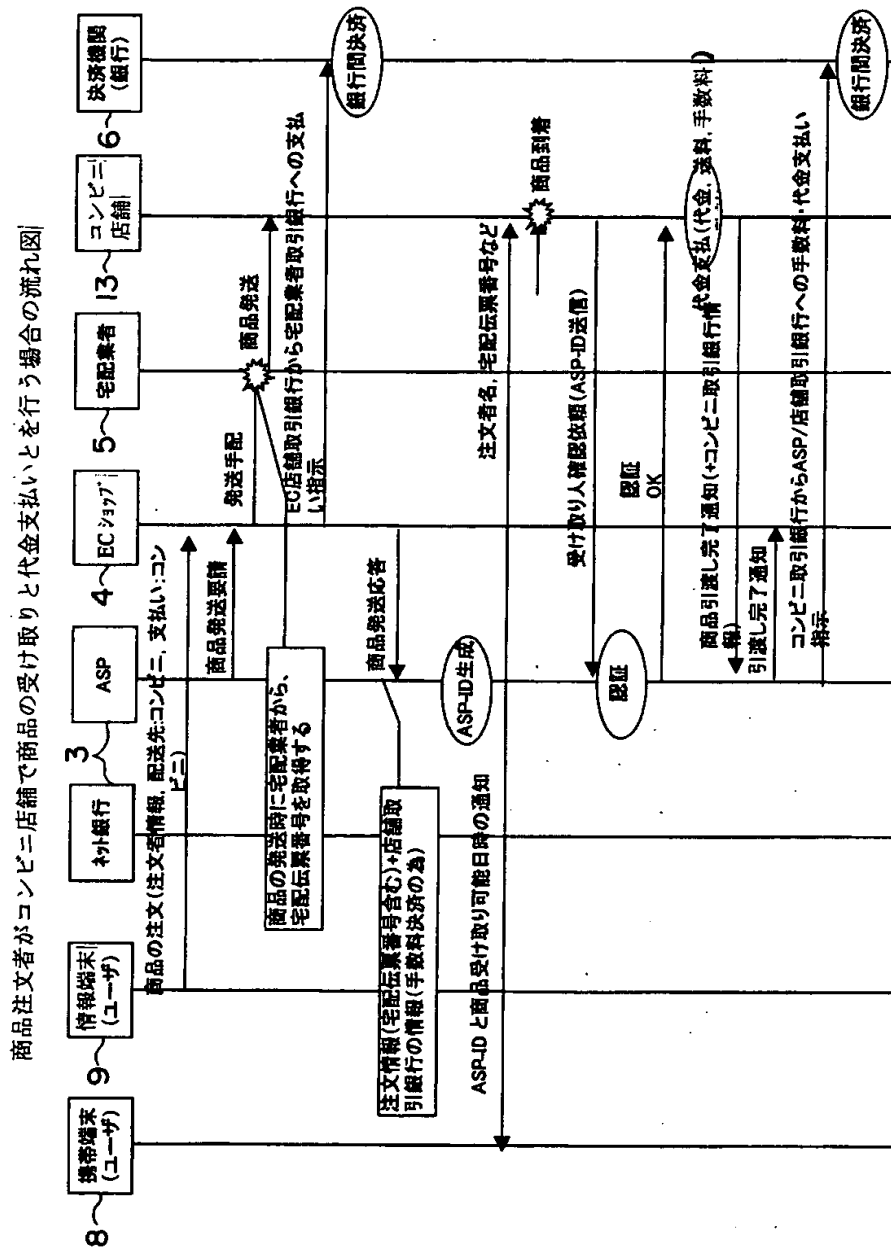 商品注文者がコンビニ店舗で商品の受け取りと代金支払いとを行う場合の流れ図
8
携帯端末
(ユーザ)
9
情報端末
(ユーザ)
3
ネット銀行
ASP
4
ECショップ
5
宅配業者
13
コンビニ
店舗
6
決済機関
(銀行)
商品の注文(注文者情報, 配送先:コンビニ, 支払い:コン
ビニ)
商品発送要請
発送手配
商品発送
商品の発送時に宅配業者から、
宅配伝票番号を取得する
EC店舗取引銀行から宅配業者取引銀行への支払
い指示
銀行間決済
商品発送応答
注文情報(宅配伝票番号含む)+店舗取
引銀行の情報(手数料決済の為)
ASP-ID生成
ASP-IDと商品受け取り可能日時の通知
注文者名, 宅配伝票番号など
商品到着
受け取り人確認依頼(ASP-ID送信)
認証
認証
OK
代金支払(代金, 送料, 手数料)
商品引渡し完了通知(+コンビニ取引銀行情
報)
引渡し完了通知
コンビニ取引銀行からASP/店舗取引銀行への手数料・代金支払い
指示
銀行間決済